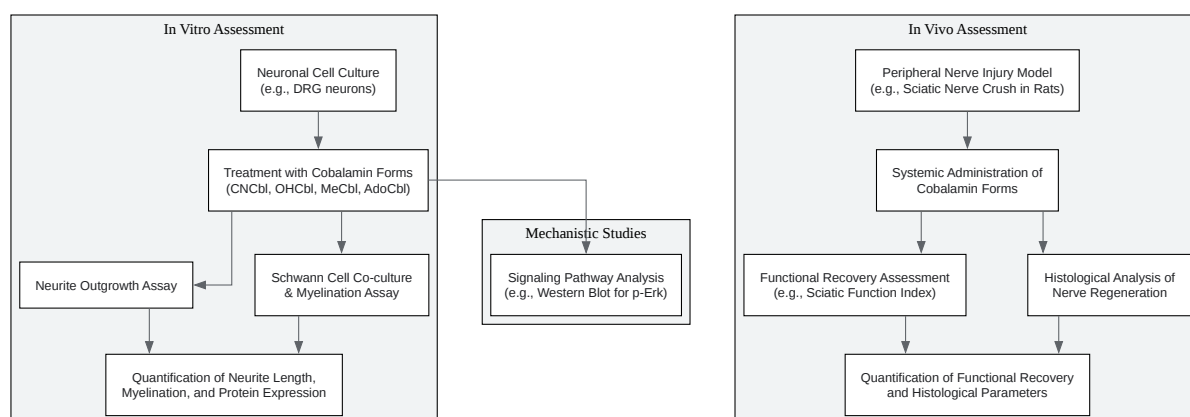 In Vitro Assessment
Neuronal Cell Culture
(e.g., DRG neurons)
Treatment with Cobalamin Forms
(CNCbl, OHCbl, MeCbl, AdoCbl)
Neurite Outgrowth Assay
Schwann Cell Co-culture
& Myelination Assay
Quantification of Neurite Length,
Myelination, and Protein Expression
Mechanistic Studies
Signaling Pathway Analysis
(e.g., Western Blot for p-Erk)
In Vivo Assessment
Peripheral Nerve Injury Model
(e.g., Sciatic Nerve Crush in Rats)
Systemic Administration of
Cobalamin Forms
Functional Recovery Assessment
(e.g., Sciatic Function Index)
Histological Analysis of
Nerve Regeneration
Quantification of Functional Recovery
and Histological Parameters